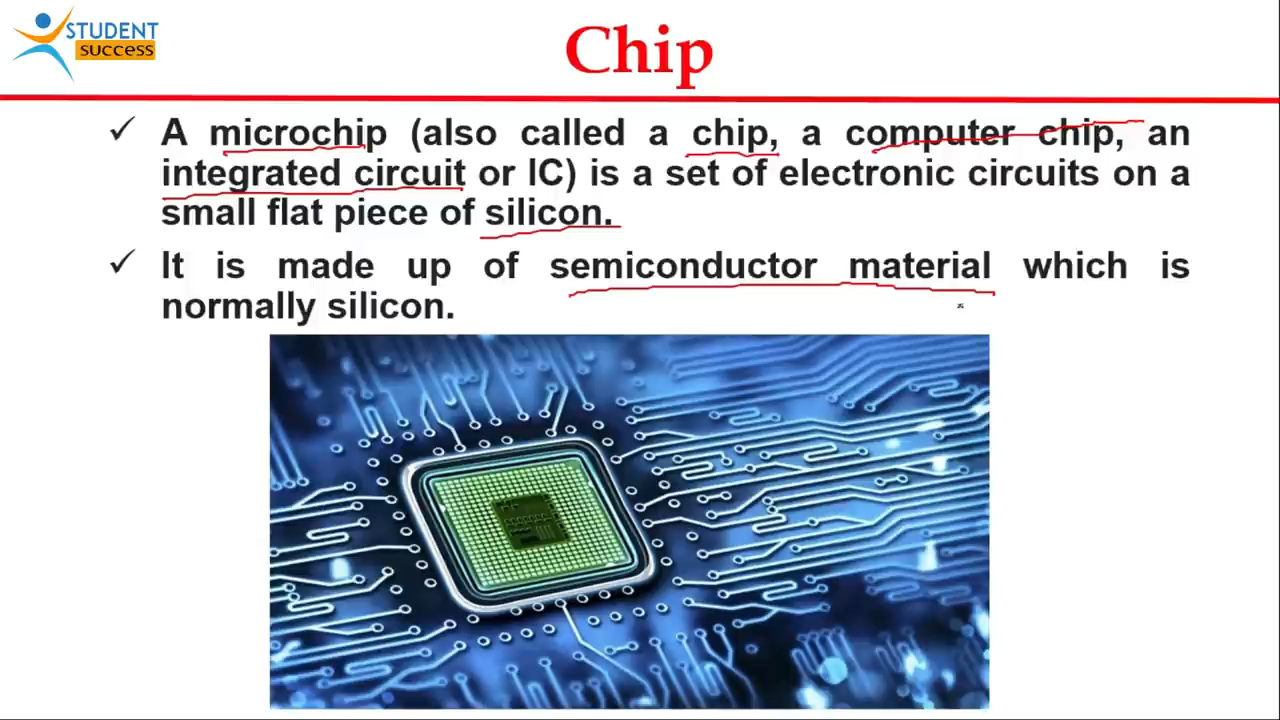 STUDENT
success
Chip
✓ A microchip (also called a chip, a computer chip, an
integrated circuit or IC) is a set of electronic circuits on a
small flat piece of silicon.
✓ It is made up of semiconductor material which is
normally silicon.